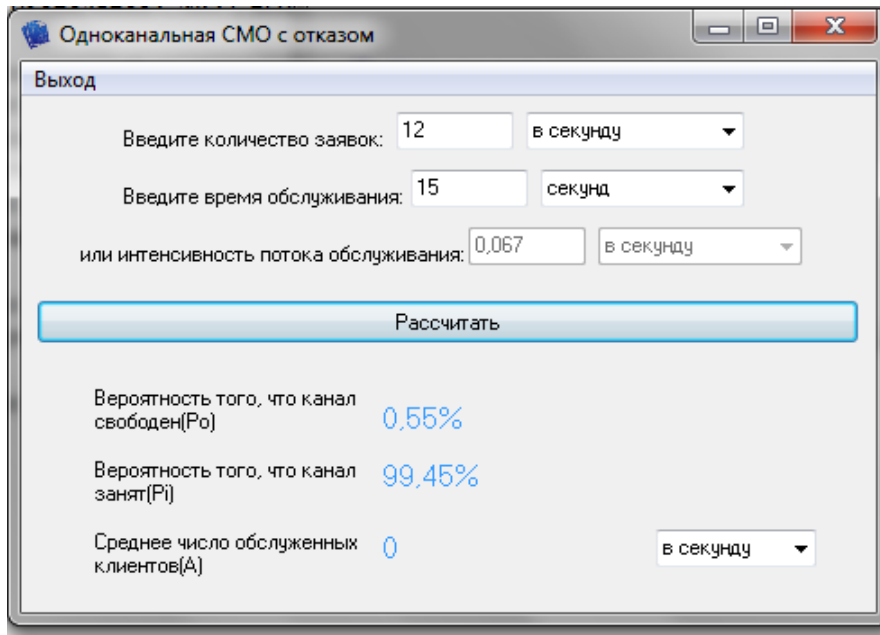 Одноканальная СМО с отказом
Выход
Введите количество заявок: 12 в секунду
Введите время обслуживания: 15 секунд
или интенсивность потока обслуживания: 0,067 в секунду
Рассчитать
Вероятность того, что канал
свободен(Po) 0,55%
Вероятность того, что канал
занят(Pi) 99,45%
Среднее число обслуженных
клиентов(А) 0 в секунду